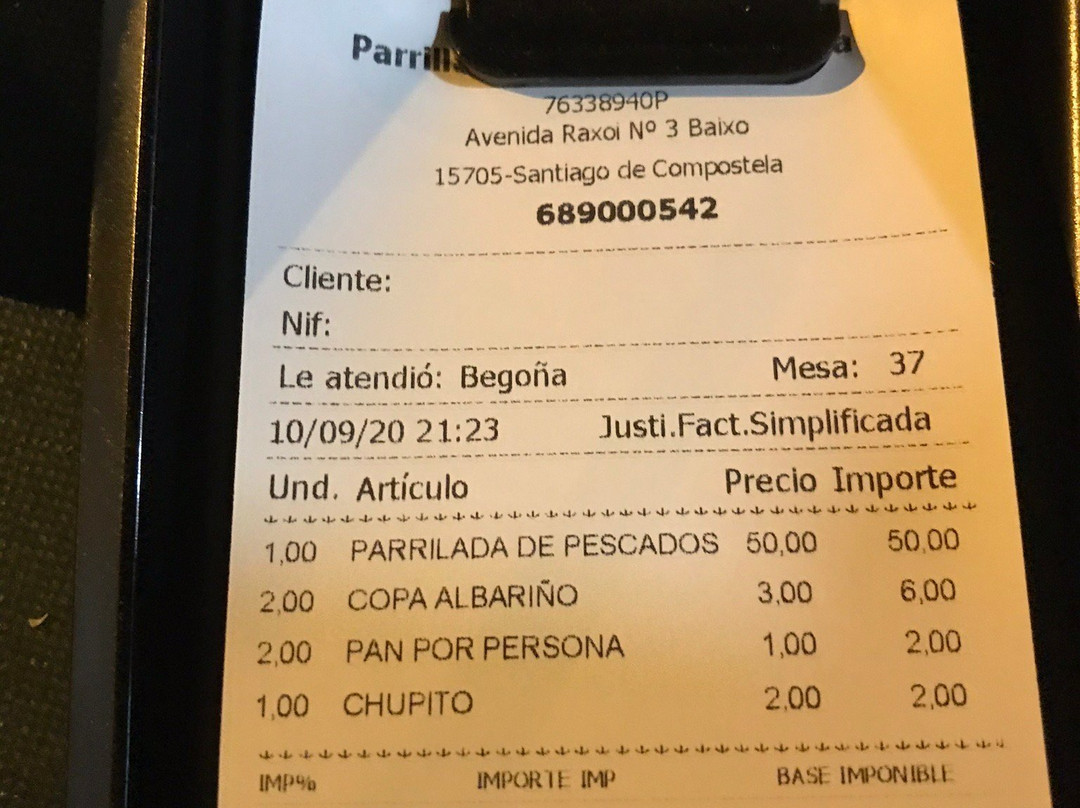 76338940P
Avenida Raxoi Nº 3 Baixo
15705-Santiago de Compostela
689000542
Cliente:
Nif:
Le atendió: Begoña Mesa: 37
10/09/20 21:23 Justi.Fact.Simplificada
Und. Artículo Precio Importe
1,00 PARRILADA DE PESCADOS 50,00 50,00
2,00 COPA ALBARIÑO 3,00 6,00
2,00 PAN POR PERSONA 1,00 2,00
1,00 CHUPITO 2,00 2,00
IMP% IMPORTE IMP BASE IMPONIBLE